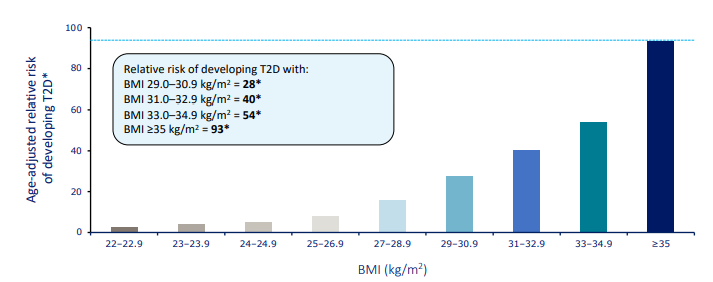 100
80
60
40
20
0
Age-adjusted relative risk
of developing T2D*
Relative risk of developing T2D with:
BMI 29.0–30.9 kg/m² = 28*
BMI 31.0–32.9 kg/m² = 40*
BMI 33.0–34.9 kg/m² = 54*
BMI ≥35 kg/m² = 93*
22–22.9 23–23.9 24–24.9 25–26.9 27–28.9 29–30.9 31–32.9 33–34.9 ≥35
BMI (kg/m²)